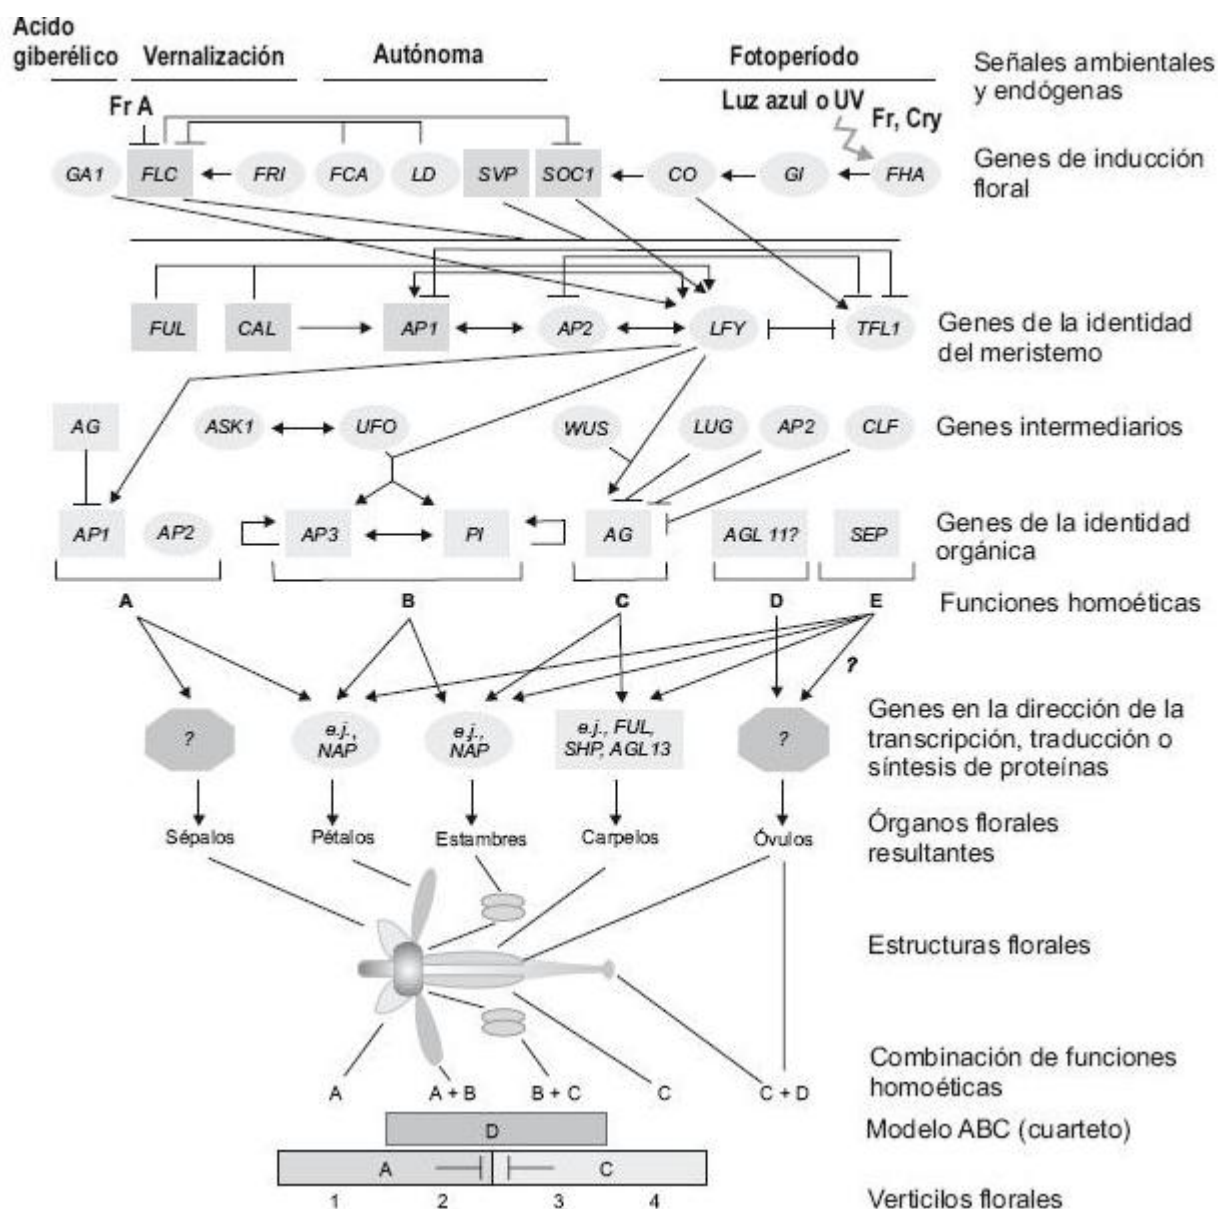 Acido
giberélico
Vernalización
Autónoma
Fotoperíodo
Señales ambientales
y endógenas
Fr A
Luz azul o UV
Fr, Cry
GA1 FLC FRI FCA LD SVP SOC1 CO GI FHA
Genes de inducción
floral
FUL CAL AP1 AP2 LFY TFL1
Genes de la identidad
del meristemo
AG ASK1 UFO WUS LUG AP2 CLF
Genes intermediarios
AP1 AP2 AP3 PI AG AGL 11? SEP
Genes de la identidad
orgánica
A B C D E
Funciones homoéticas
?
? e.j., NAP e.j., NAP e.j., FUL, SHP, AGL13 ?
Genes en la dirección de la
transcripción, traducción o
síntesis de proteínas
Sépalos Pétalos Estambres Carpelos Óvulos
Órganos florales
resultantes
Estructuras florales
A A + B B + C C C + D
Combinación de funciones
homoéticas
D
Modelo ABC (cuarteto)
A C
1 2 3 4
Verticilos florales